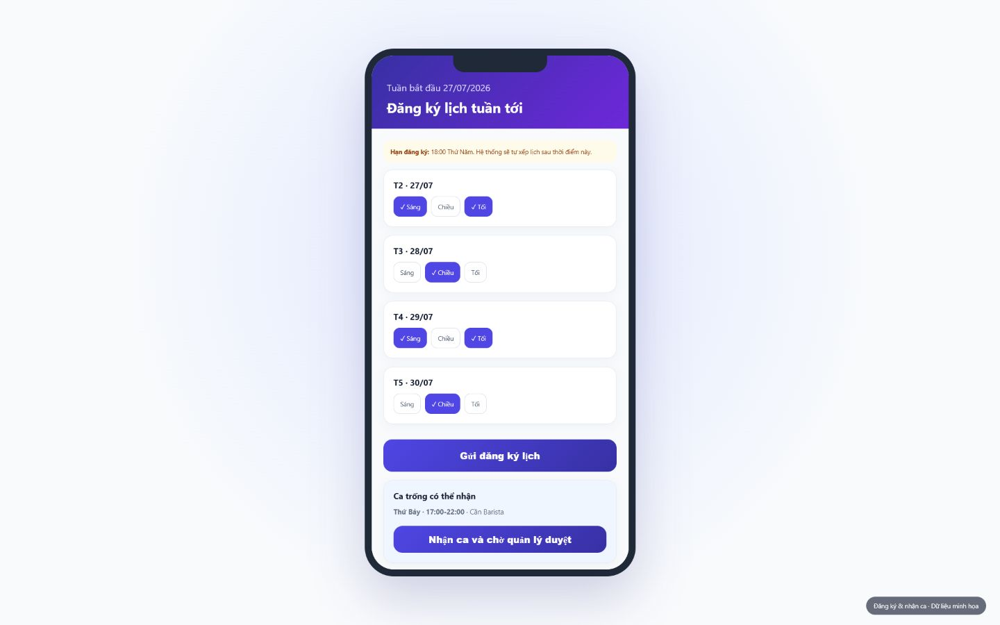 Tuần bắt đầu 27/07/2026
Đăng ký lịch tuần tới
Hạn đăng ký: 18:00 Thứ Năm. Hệ thống sẽ tự xếp lịch sau thời điểm này.
T2 · 27/07
✓ Sáng Chiều ✓ Tối
T3 · 28/07
Sáng ✓ Chiều Tối
T4 · 29/07
✓ Sáng Chiều ✓ Tối
T5 · 30/07
Sáng ✓ Chiều Tối
Gửi đăng ký lịch
Ca trống có thể nhận
Thứ Bảy · 17:00-22:00 · Cần Barista
Nhận ca và chờ quản lý duyệt
Đăng ký & nhận ca · Dữ liệu minh họa